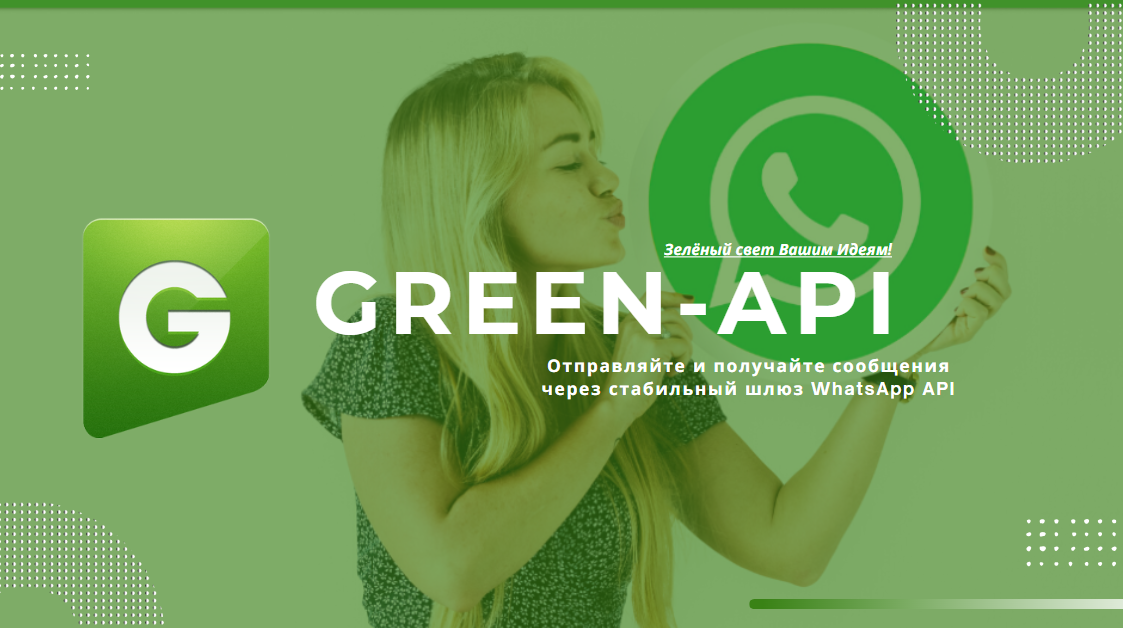 Зелёный свет Вашим Идеям!
G
GREEN-API
Отправляйте и получайте сообщения
через стабильный шлюз WhatsApp API